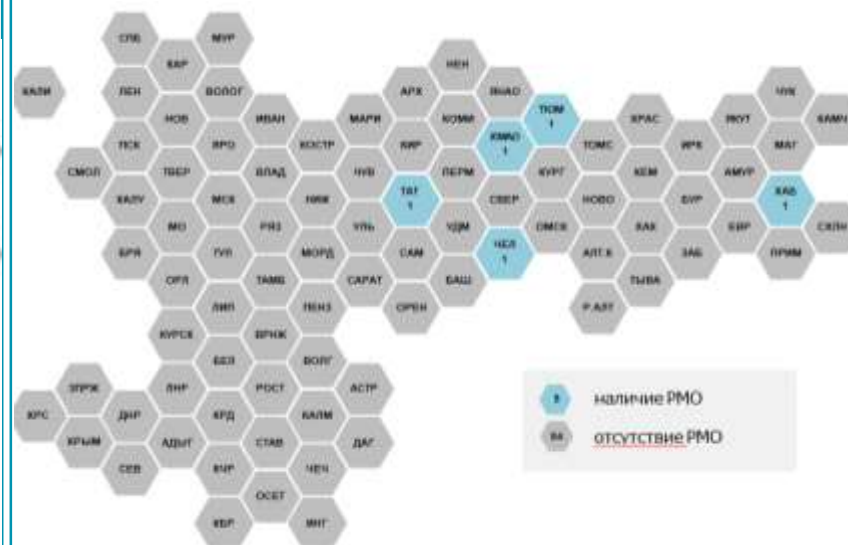 СПБ
МУР
КАР
НЕН
КАЛИ
ЛЕН
ВОЛОГ
АРХ
ЯНАО
ЧУК
НОВ
ИВАН
МАРИ
КОМИ
ТЮМ
1
КРАС
ЯКУТ
КАМЧ
ПСК
ЯРО
КОСТР
КИР
ХМАО
1
ТОМС
ИРК
МАГ
СМОЛ
ТВЕР
ВЛАД
ЧУВ
ПЕРМ
КУРГ
КЕМ
АМУР
КАЛУ
МСК
НИЖ
ТАТ
1
СВЕР
НОВО
БУР
ХАБ
1
МО
РЯЗ
УЛЬ
УДМ
ОМСК
ХАК
ЕВР
СХЛН
БРЯ
ТУЛ
МОРД
САМ
ЧЕЛ
1
АЛТ.К
ЗАБ
ПРИМ
ОРЛ
ТАМБ
САРАТ
БАШ
ТЫВА
ЛИП
ПЕНЗ
ОРЕН
Р.АЛТ
КУРСК
ВРНЖ
БЕЛ
ВОЛГ
ЗПРЖ
ЛНР
РОСТ
АСТР
наличие РМО
ХРС
ДНР
КРД
КАЛМ
отсутствие РМО
КРЫМ
АДЫГ
СТАВ
ДАГ
СЕВ
КЧР
ЧЕЧ
ОСЕТ
КБР
ИНГ